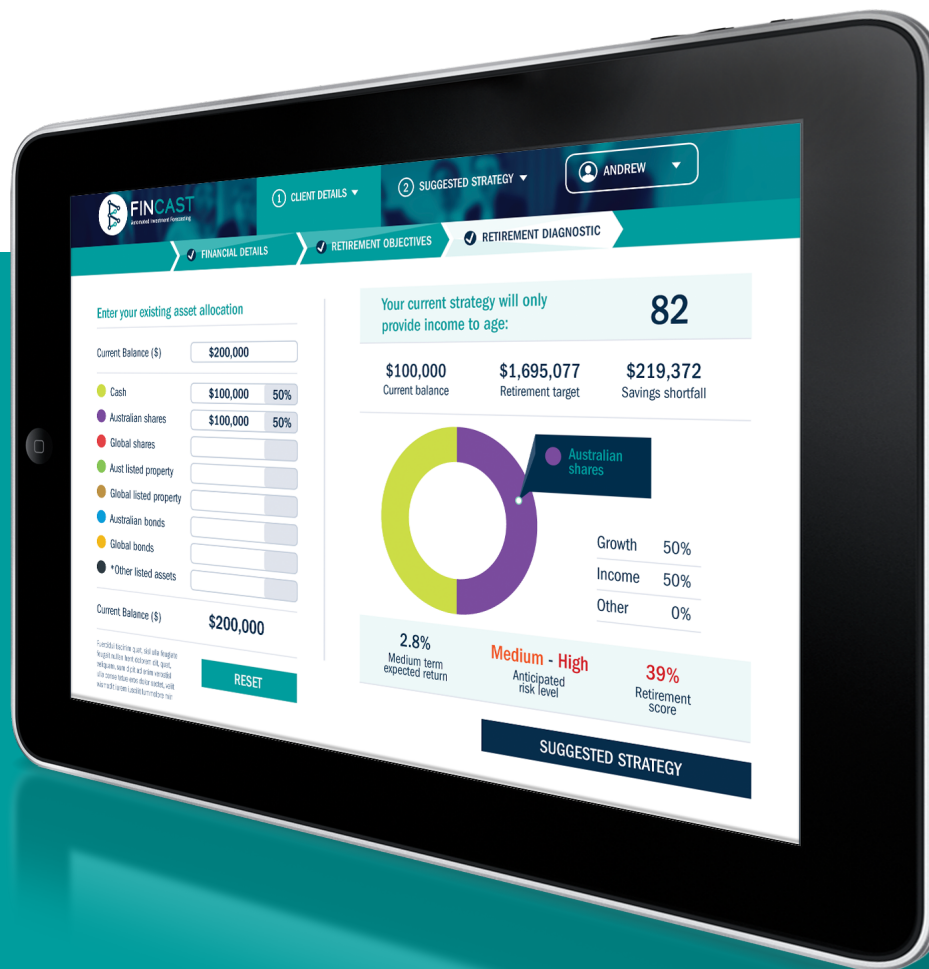 FINCAST
Automated Investment Forecasting
1 CLIENT DETAILS
2 SUGGESTED STRATEGY
ANDREW
FINANCIAL DETAILS
RETIREMENT OBJECTIVES
RETIREMENT DIAGNOSTIC
Enter your existing asset allocation
Current Balance ($) $200,000
Cash $100,000 50%
Australian shares $100,000 50%
Global shares
Aust listed property
Global listed property
Australian bonds
Global bonds
*Other listed assets
Current Balance ($) $200,000
RESET
Your current strategy will only
provide income to age:
82
$100,000 $1,695,077 $219,372
Current balance Retirement target Savings shortfall
Australian
shares
Growth 50%
Income 50%
Other 0%
2.8%
Medium term
expected return
Medium - High
Anticipated
risk level
39%
Retirement
score
SUGGESTED STRATEGY